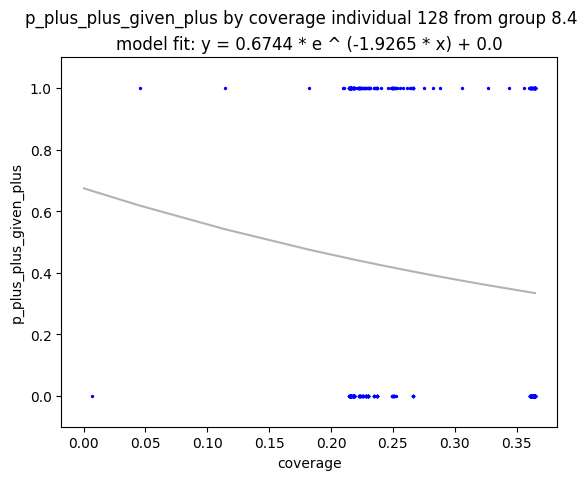 p_plus_plus_given_plus by coverage individual 128 from group 8.4
model fit: y = 0.6744 * e ^ (-1.9265 * x) + 0.0
1.0
0.8
0.6
0.4
0.2
0.0
p_plus_plus_given_plus
0.00 0.05 0.10 0.15 0.20 0.25 0.30 0.35
coverage